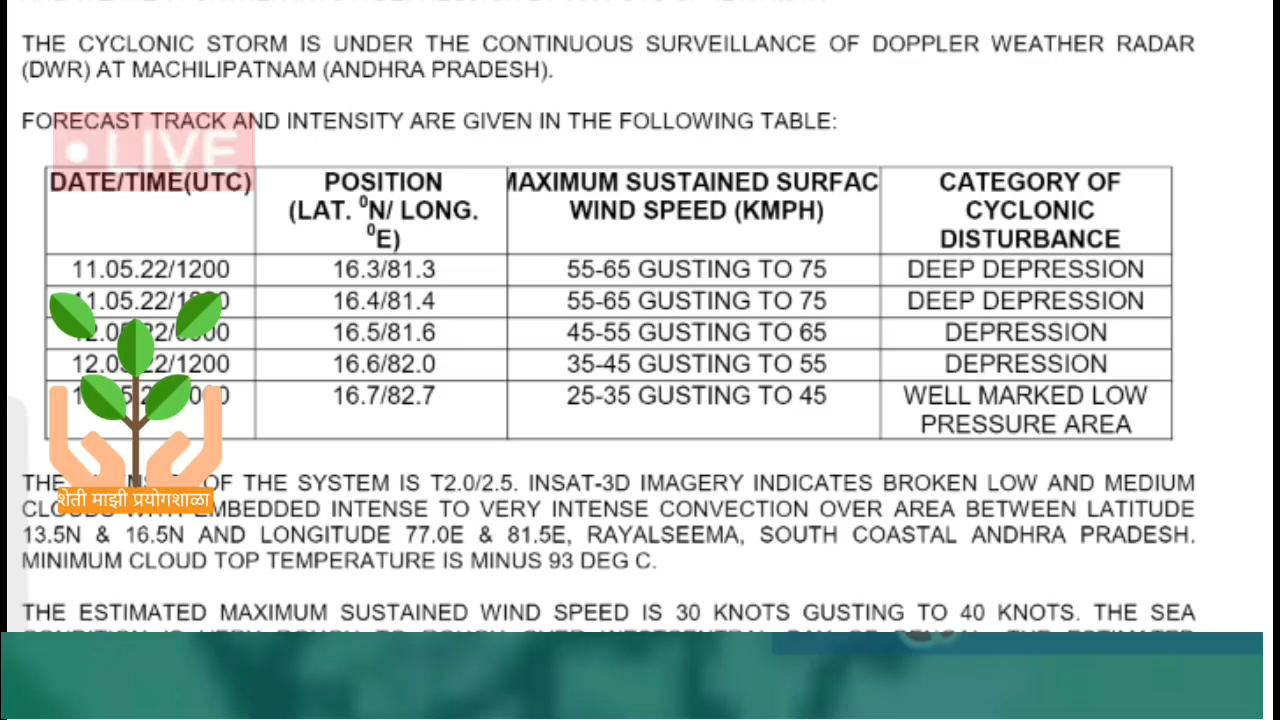 THE CYCLONIC STORM IS UNDER THE CONTINUOUS SURVEILLANCE OF DOPPLER WEATHER RADAR
(DWR) AT MACHILIPATNAM (ANDHRA PRADESH).
FORECAST TRACK AND INTENSITY ARE GIVEN IN THE FOLLOWING TABLE:
• LIVE
DATE/TIME(UTC) POSITION (LAT. ⁰N/ LONG. ⁰E) MAXIMUM SUSTAINED SURFAC WIND SPEED (KMPH) CATEGORY OF CYCLONIC DISTURBANCE
11.05.22/1200 16.3/81.3 55-65 GUSTING TO 75 DEEP DEPRESSION
16.4/81.4 55-65 GUSTING TO 75 DEEP DEPRESSION
16.5/81.6 45-55 GUSTING TO 65 DEPRESSION
16.6/82.0 35-45 GUSTING TO 55 DEPRESSION
16.7/82.7 25-35 GUSTING TO 45 WELL MARKED LOW PRESSURE AREA
THE OF THE SYSTEM IS T2.0/2.5. INSAT-3D IMAGERY INDICATES BROKEN LOW AND MEDIUM
शेती माझी प्रयोगशाळा
EMBEDDED INTENSE TO VERY INTENSE CONVECTION OVER AREA BETWEEN LATITUDE
13.5N & 16.5N AND LONGITUDE 77.0E & 81.5E, RAYALSEEMA, SOUTH COASTAL ANDHRA PRADESH.
MINIMUM CLOUD TOP TEMPERATURE IS MINUS 93 DEG C.
THE ESTIMATED MAXIMUM SUSTAINED WIND SPEED IS 30 KNOTS GUSTING TO 40 KNOTS. THE SEA